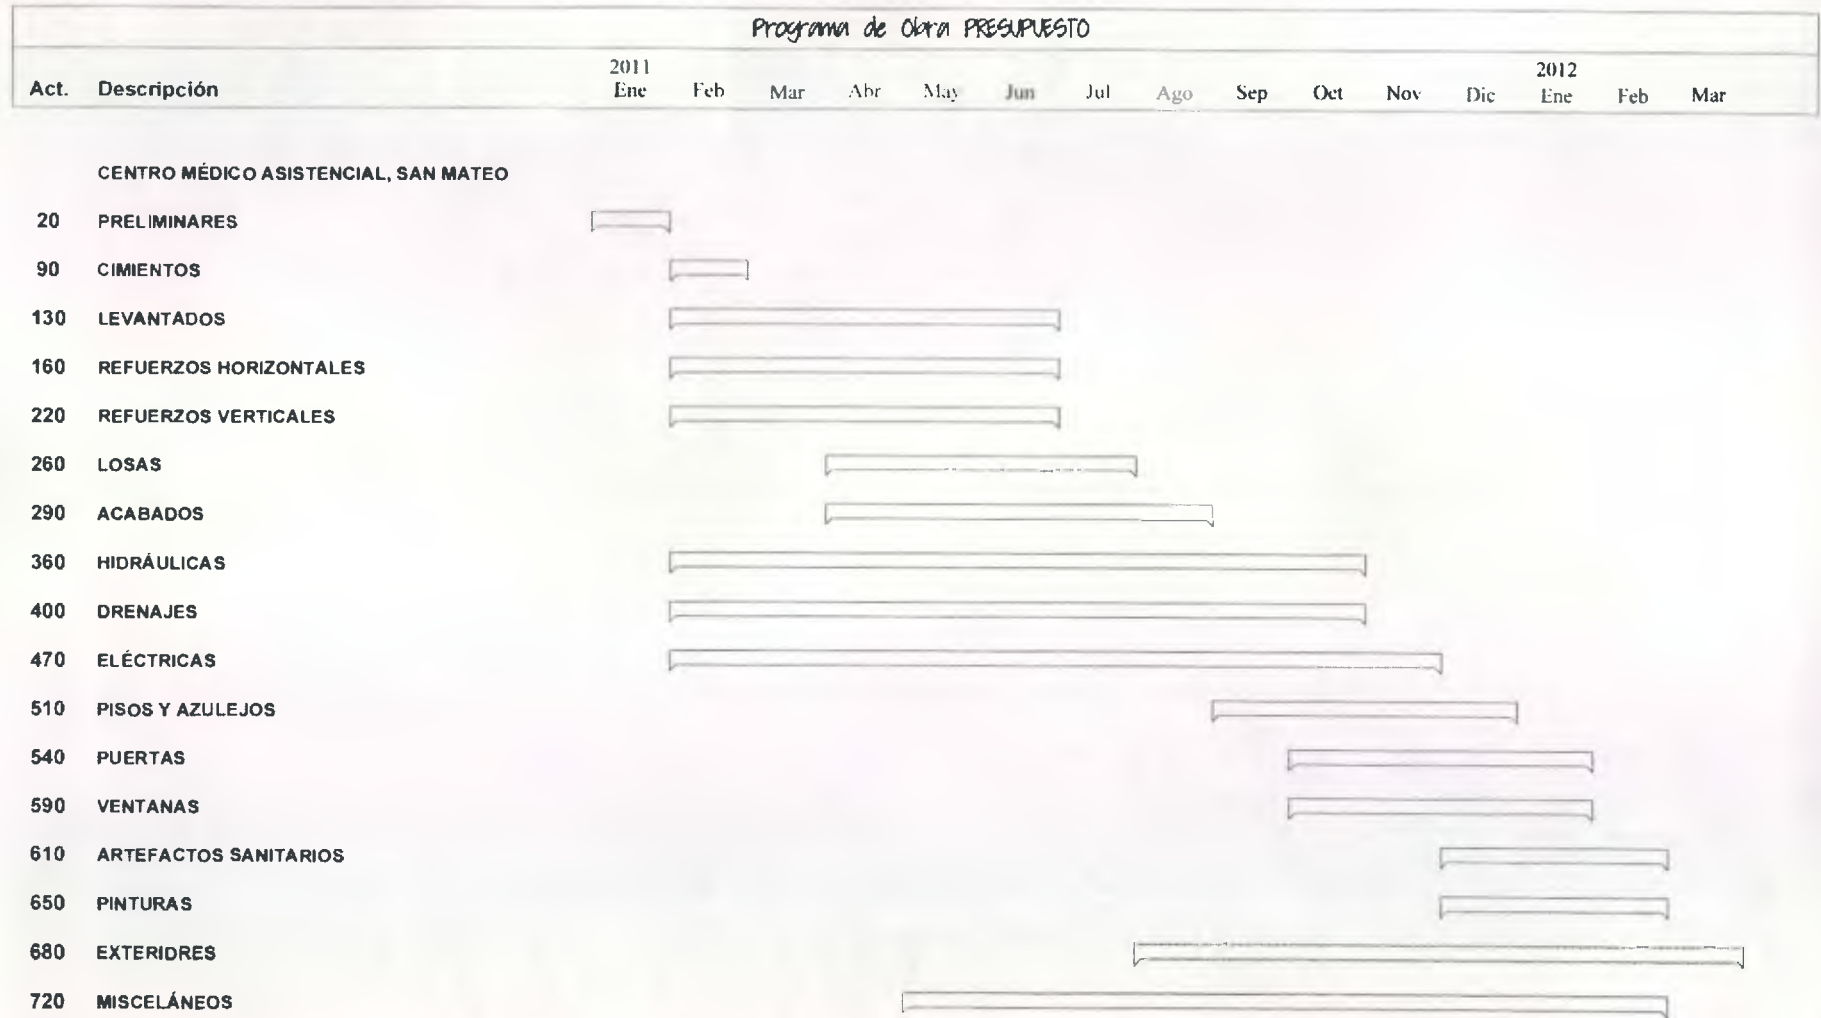 Programa de Obra PRESUPUESTO
2011 2012
Act. Descripción Ene Feb Mar Abr May Jun Jul Ago Sep Oct Nov Dic Ene Feb Mar
CENTRO MÉDICO ASISTENCIAL, SAN MATEO
20 PRELIMINARES
90 CIMIENTOS
130 LEVANTADOS
160 REFUERZOS HORIZONTALES
220 REFUERZOS VERTICALES
260 LOSAS
290 ACABADOS
360 HIDRÁULICAS
400 DRENAJES
470 ELÉCTRICAS
510 PISOS Y AZULEJOS
540 PUERTAS
590 VENTANAS
610 ARTEFACTOS SANITARIOS
650 PINTURAS
680 EXTERIDRES
720 MISCELÁNEOS